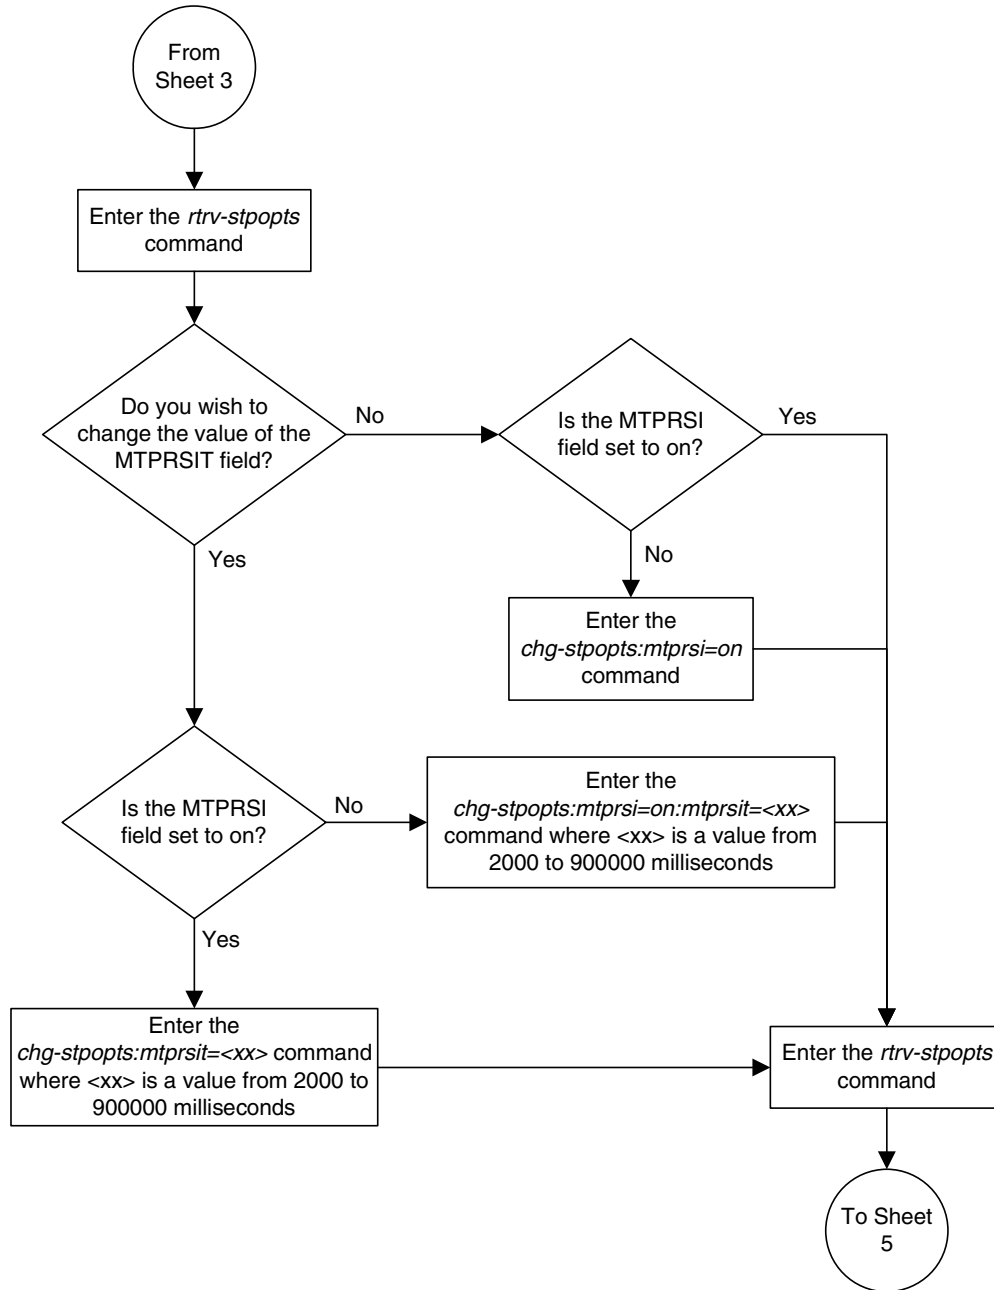 From
Sheet 3
Enter the rtrv-stpopts
command
Do you wish to
change the value of the
MTPRSIT field?
No
Is the MTPRSI
field set to on?
Yes
Yes
No
Enter the
chg-stpopts:mtprsi=on
command
Is the MTPRSI
field set to on?
No
Enter the
chg-stpopts:mtprsi=on:mtprsit=<xx>
command where <xx> is a value from
2000 to 900000 milliseconds
Yes
Enter the
chg-stpopts:mtprsit=<xx> command
where <xx> is a value from 2000 to
900000 milliseconds
Enter the rtrv-stpopts
command
To Sheet
5